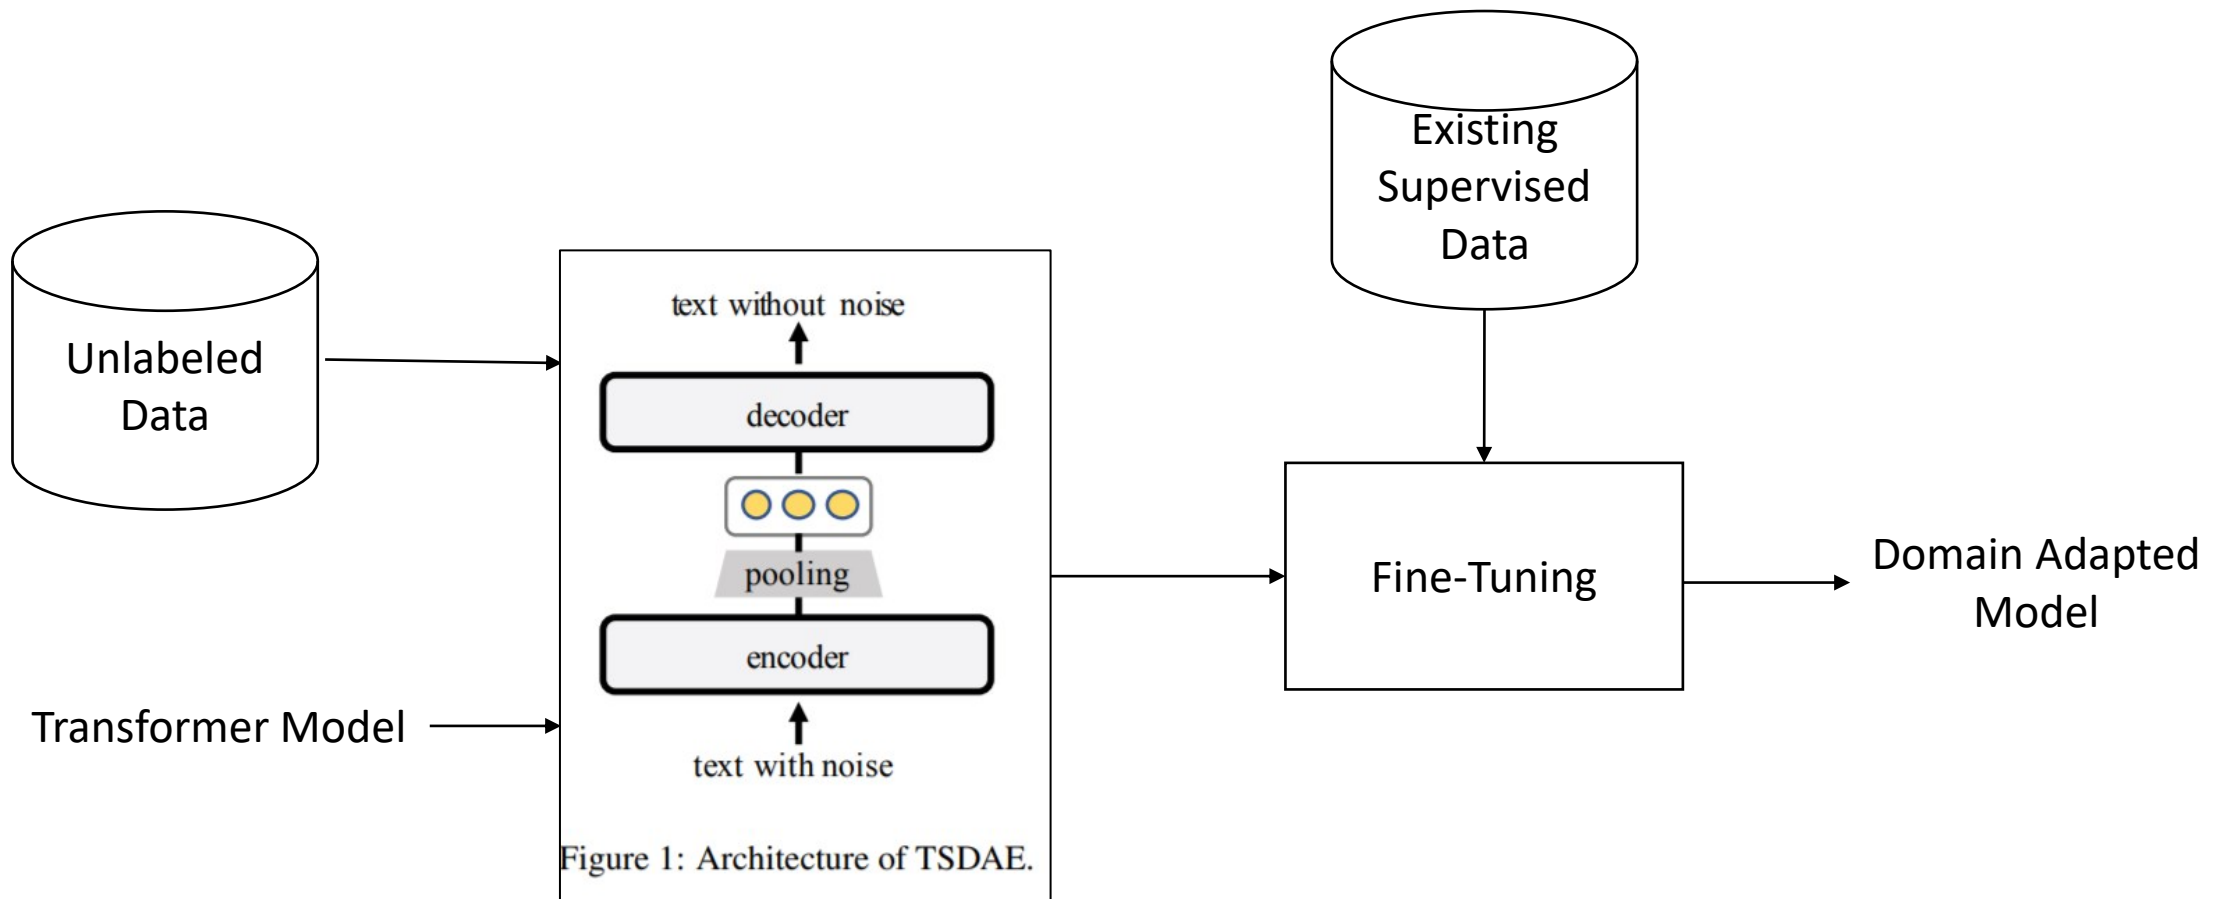 Existing
Supervised
Data
Unlabeled
Data
text without noise
decoder
pooling
encoder
text with noise
Figure 1: Architecture of TSDAE.
Transformer Model
Fine-Tuning
Domain Adapted
Model